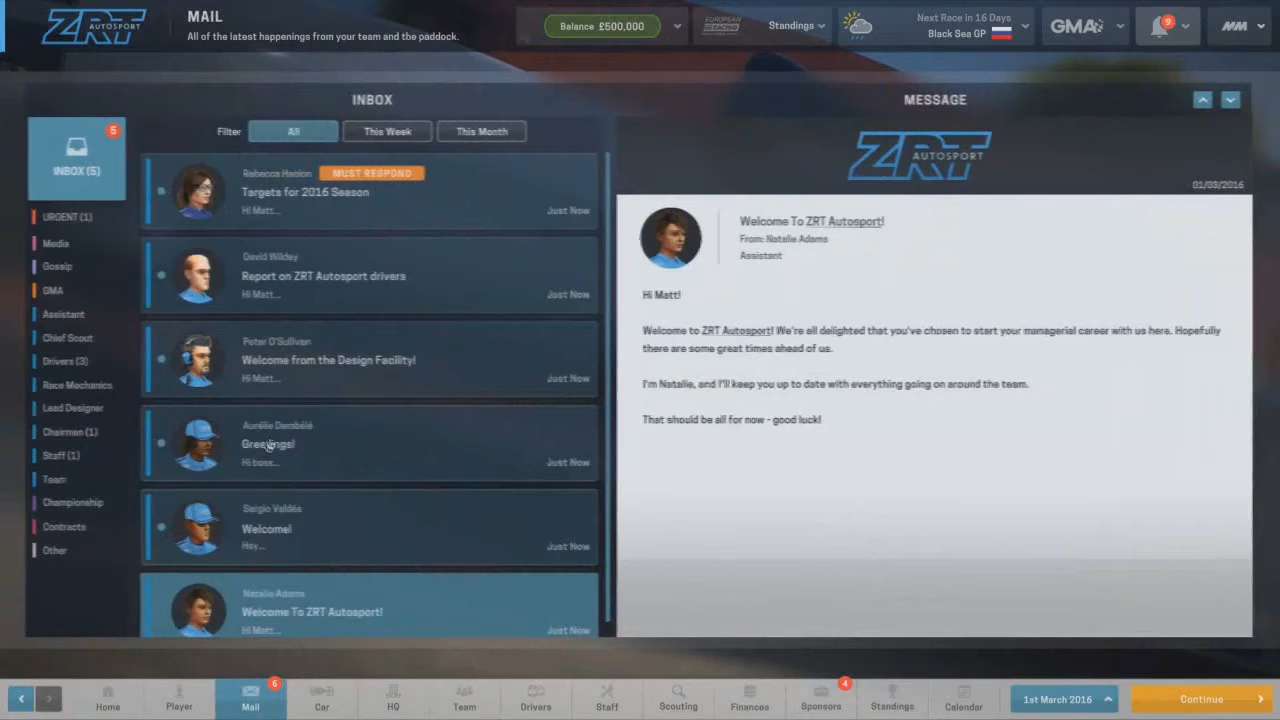 ZRT
AUTOSPORT
MAIL
All of the latest happenings from your team and the paddock.
Balance £500,000
EUROPEAN
RACING
Standings
Next Race in 16 Days
Black Sea GP
GMA
9
INBOX
MESSAGE
5
INBOX (5)
Filter
All
This Week
This Month
ZRT
AUTOSPORT
01/03/2016
URGENT (1)
Media
Gossip
GMA
Assistant
Chief Scout
Drivers (3)
Race Mechanics
Lead Designer
Chairman (1)
Staff (1)
Team
Championship
Contracts
Other
Rebecca Hanson
MUST RESPOND
Targets for 2016 Season
Hi Matt...
Just Now
David Wildey
Report on ZRT Autosport drivers
Hi Matt...
Just Now
Peter O'Sullivan
Welcome from the Design Facility!
Hi Matt...
Just Now
Aurélie Dembélé
Greetings!
Hi boss...
Just Now
Sergio Valdés
Welcome!
Hey...
Just Now
Natalie Adams
Welcome To ZRT Autosport!
Hi Matt...
Just Now
Welcome To ZRT Autosport!
From: Natalie Adams
Assistant
Hi Matt!
Welcome to ZRT Autosport! We're all delighted that you've chosen to start your managerial career with us here. Hopefully
there are some great times ahead of us.
I'm Natalie, and I'll keep you up to date with everything going on around the team.
That should be all for now - good luck!
Home
Player
6
Mail
Car
HQ
Team
Drivers
Staff
Scouting
Finances
4
Sponsors
Standings
Calendar
1st March 2016
Continue